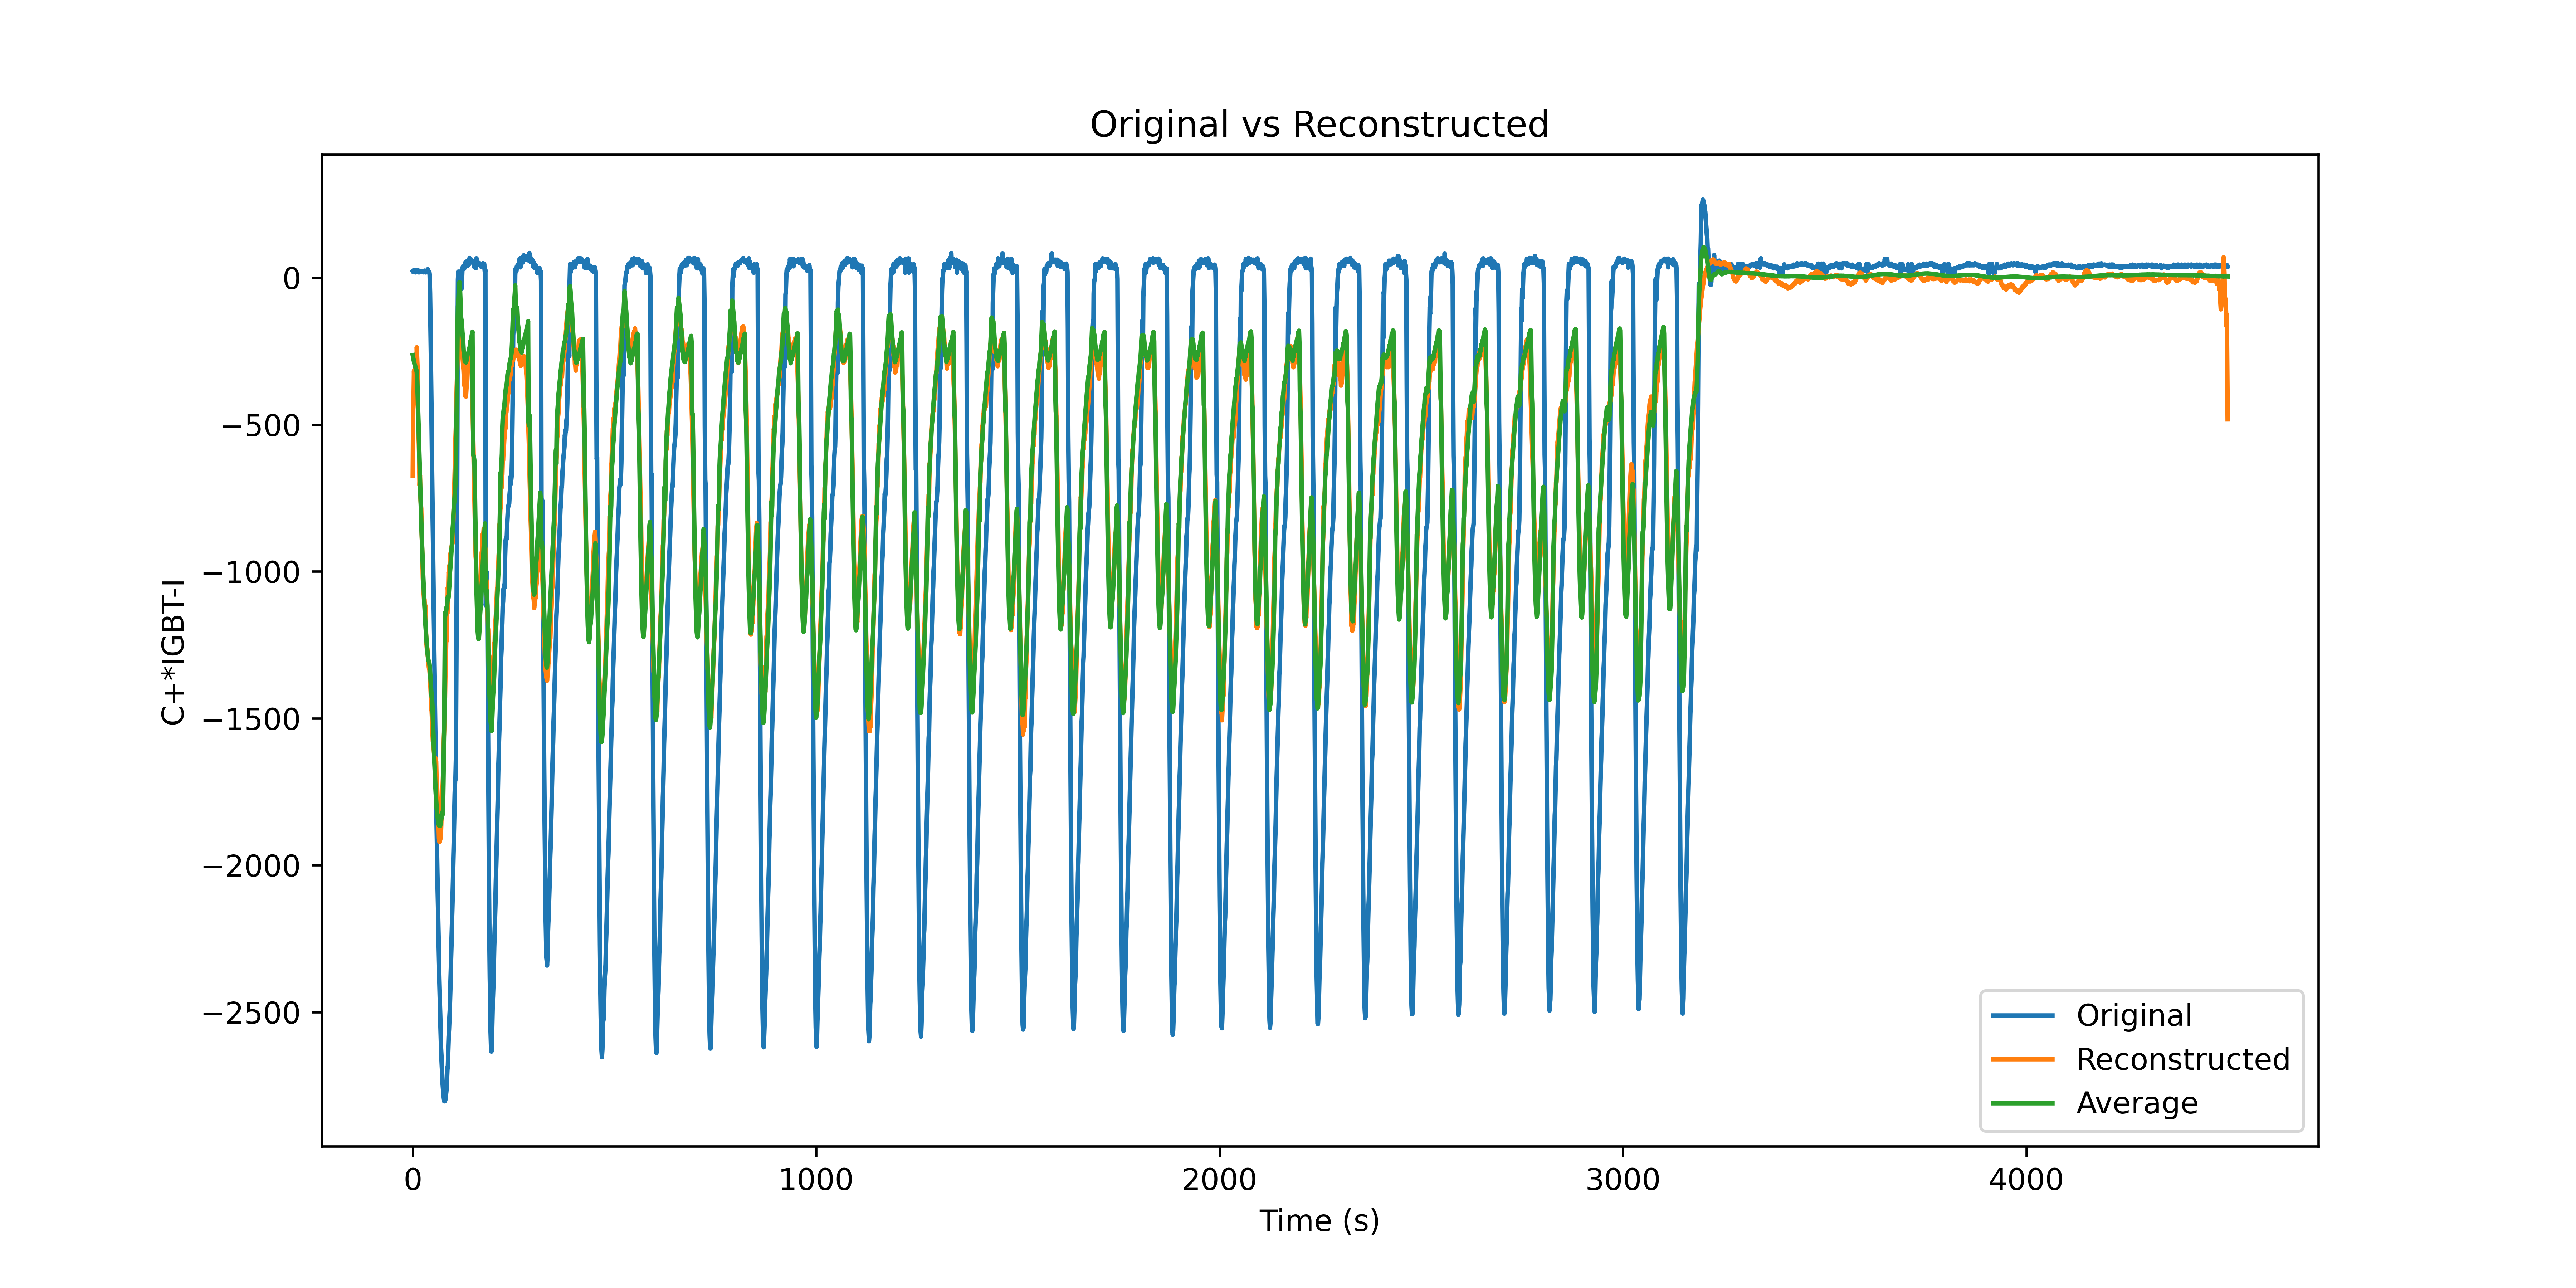 Original vs Reconstructed
C+*IGBT-I
0
−500
−1000
−1500
−2000
−2500
0 1000 2000 3000 4000
Time (s)
Original
Reconstructed
Average